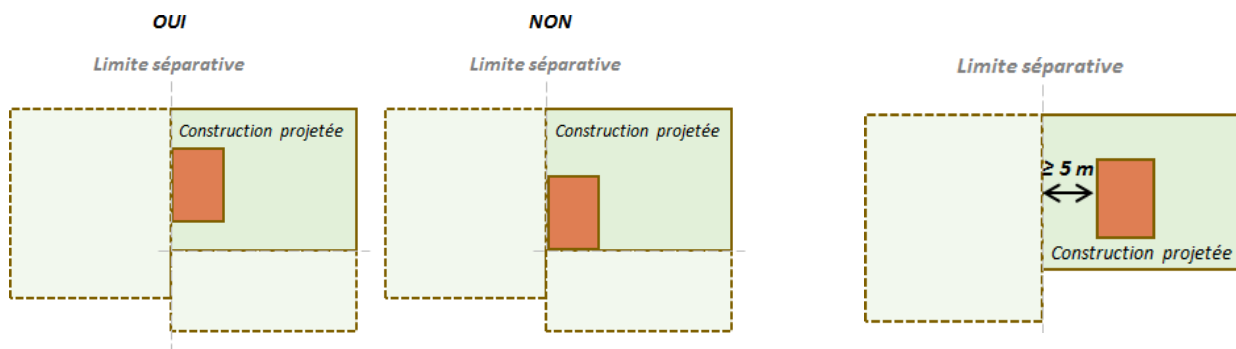 OUI
NON
Limite séparative
Limite séparative
Limite séparative
Construction projetée
Construction projetée
≥ 5 m
Construction projetée